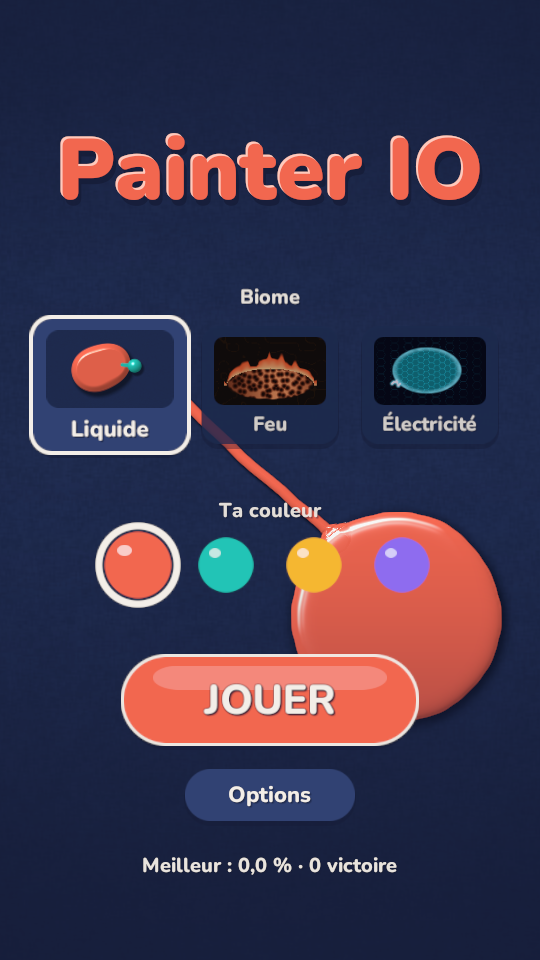 Painter IO
Biome
Liquide
Feu
Électricité
Ta couleur
JOUER
Options
Meilleur : 0,0 % · 0 victoire